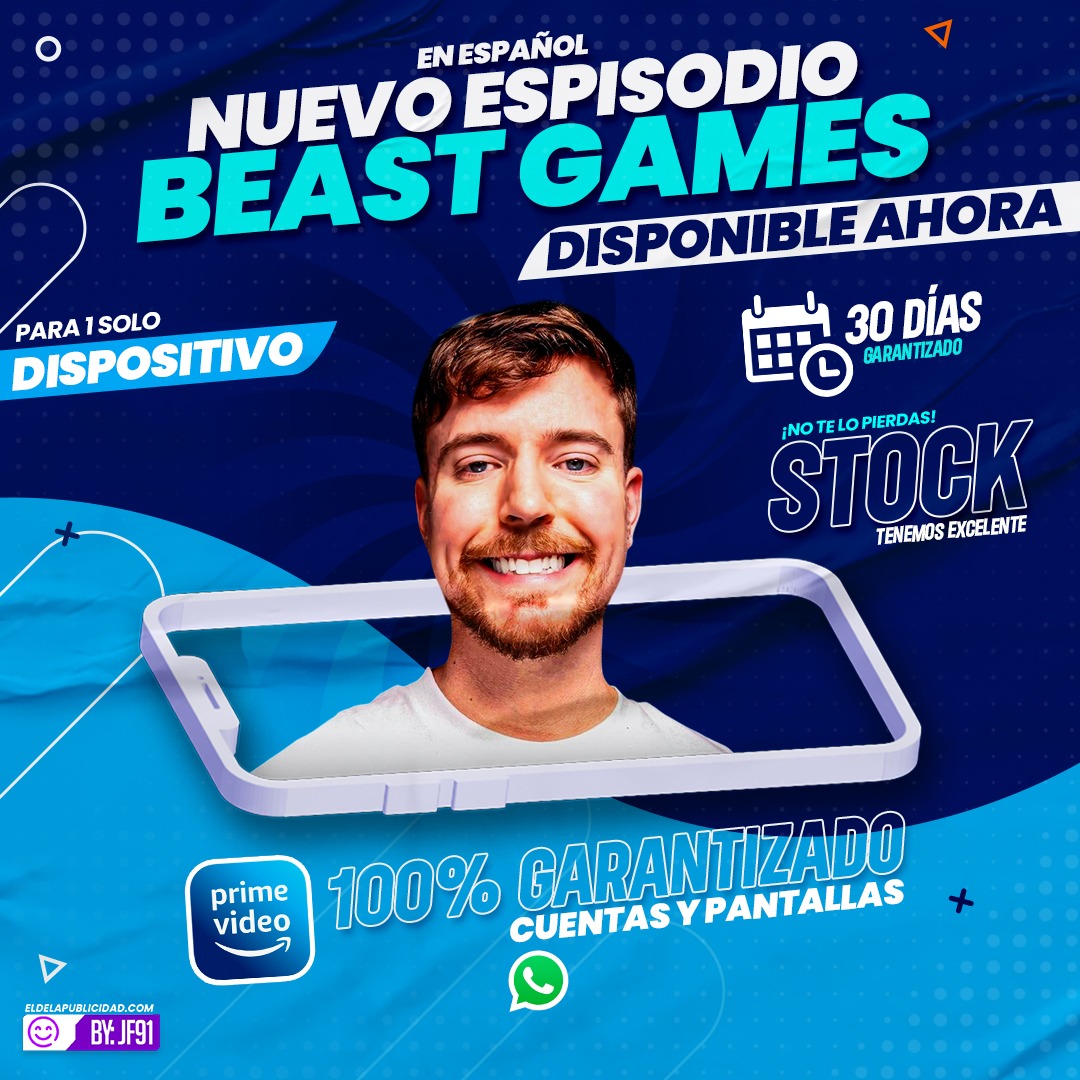 EN ESPAÑOL
NUEVO ESPISODIO
BEAST GAMES
DISPONIBLE AHORA
PARA 1 SOLO
DISPOSITIVO
30 DÍAS
GARANTIZADO
¡NO TE LO PIERDAS!
STOCK
TENEMOS EXCELENTE
prime
video
100% GARANTIZADO
CUENTAS Y PANTALLAS
ELDELAPUBLICIDAD.COM
BY: JF91